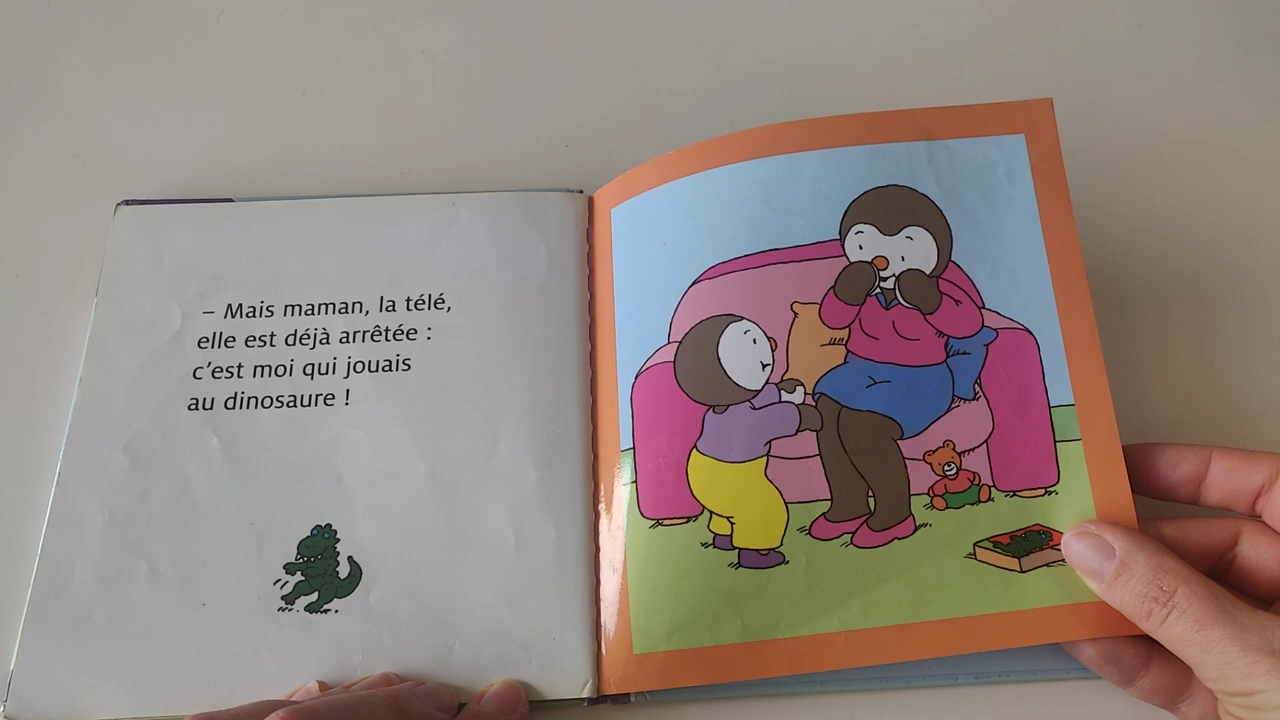 – Mais maman, la télé,
elle est déjà arrêtée :
c'est moi qui jouais
au dinosaure !